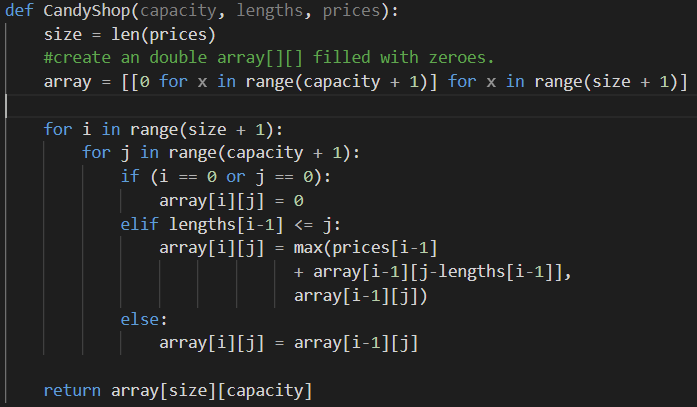 def CandyShop(capacity, lengths, prices):
    size = len(prices)
    #create an double array[][] filled with zeroes.
    array = [[0 for x in range(capacity + 1)] for x in range(size + 1)]
    for i in range(size + 1):
        for j in range(capacity + 1):
            if (i == 0 or j == 0):
                array[i][j] = 0
            elif lengths[i-1] <= j:
                array[i][j] = max(prices[i-1]
                              + array[i-1][j-lengths[i-1]],
                              array[i-1][j])
            else:
                array[i][j] = array[i-1][j]
    return array[size][capacity]